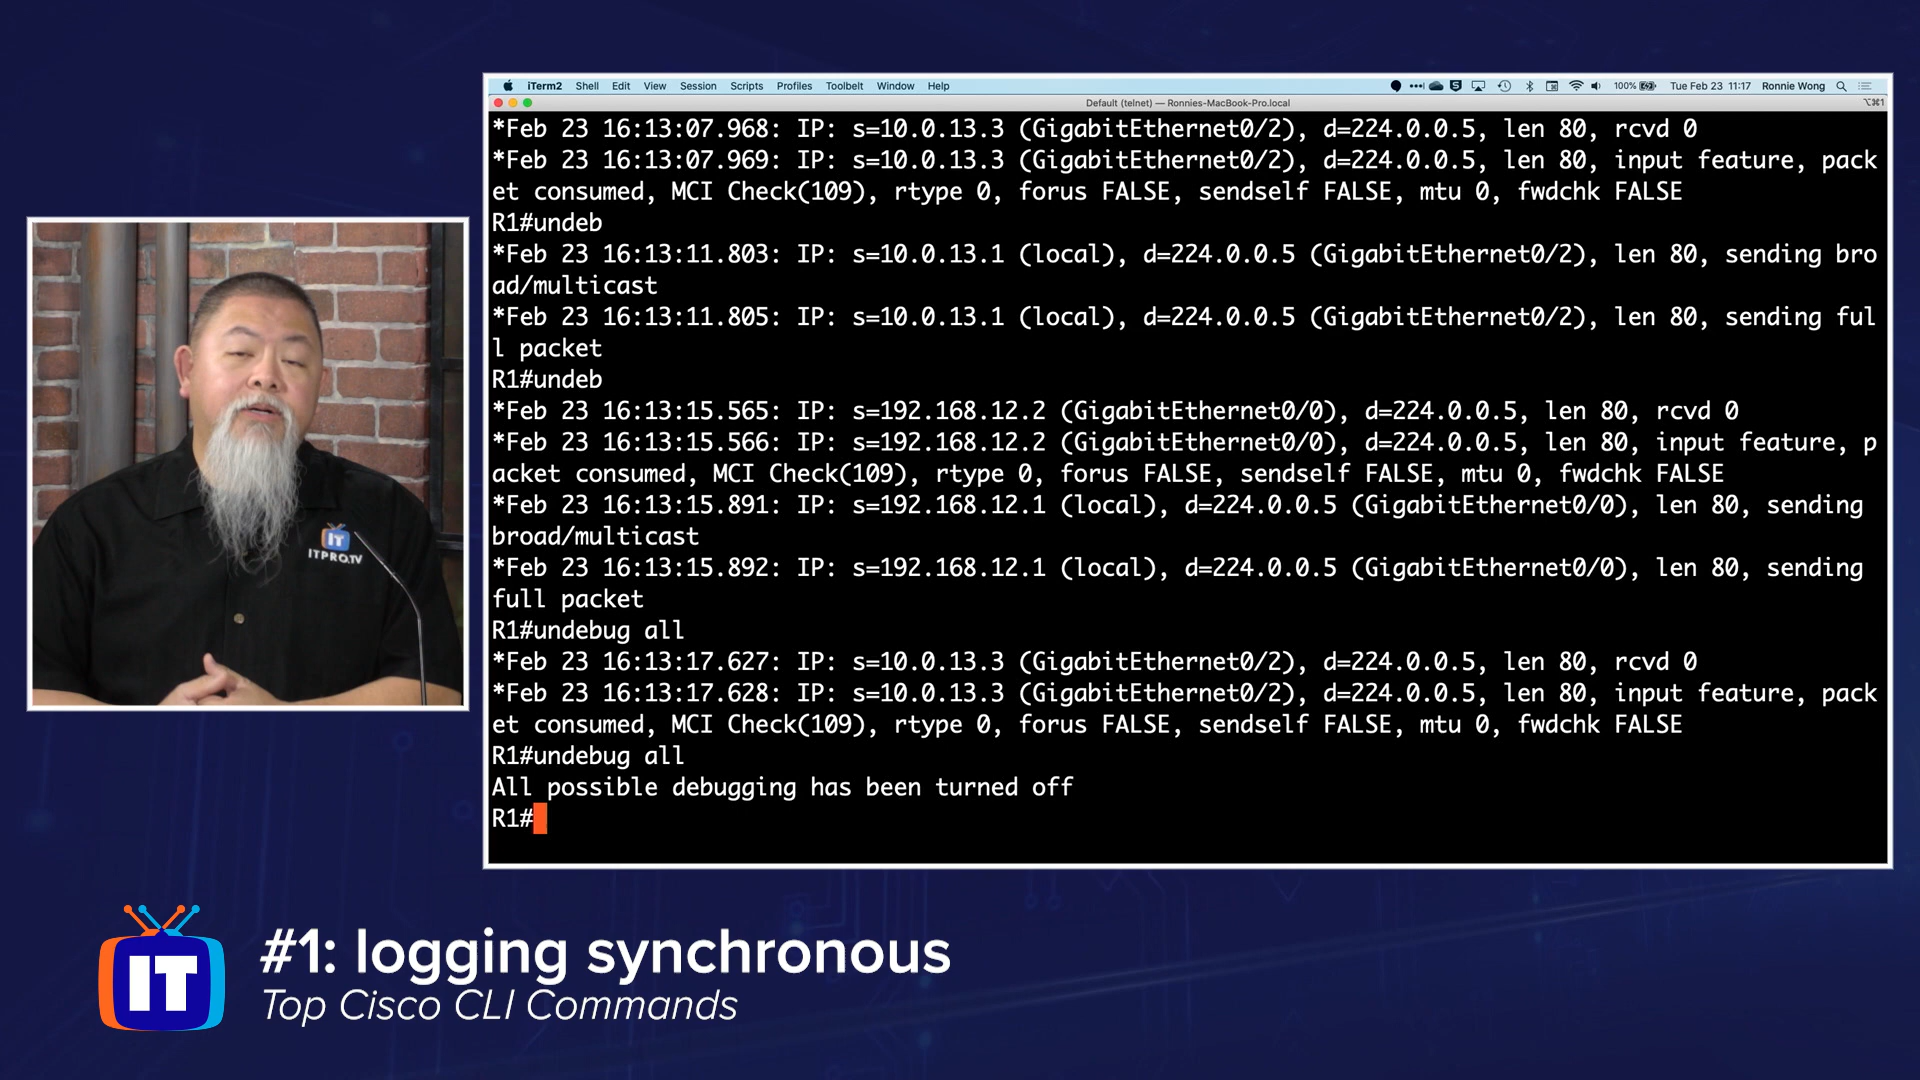 iTerm2 Shell Edit View Session Scripts Profiles Toolbelt Window Help 100% Tue Feb 23 11:17 Ronnie Wong
Default (telnet) — Ronnies-MacBook-Pro.local ⌥⌘1
*Feb 23 16:13:07.968: IP: s=10.0.13.3 (GigabitEthernet0/2), d=224.0.0.5, len 80, rcvd 0
*Feb 23 16:13:07.969: IP: s=10.0.13.3 (GigabitEthernet0/2), d=224.0.0.5, len 80, input feature, pack
et consumed, MCI Check(109), rtype 0, forus FALSE, sendself FALSE, mtu 0, fwdchk FALSE
R1#undeb
*Feb 23 16:13:11.803: IP: s=10.0.13.1 (local), d=224.0.0.5 (GigabitEthernet0/2), len 80, sending bro
ad/multicast
*Feb 23 16:13:11.805: IP: s=10.0.13.1 (local), d=224.0.0.5 (GigabitEthernet0/2), len 80, sending ful
l packet
R1#undeb
*Feb 23 16:13:15.565: IP: s=192.168.12.2 (GigabitEthernet0/0), d=224.0.0.5, len 80, rcvd 0
*Feb 23 16:13:15.566: IP: s=192.168.12.2 (GigabitEthernet0/0), d=224.0.0.5, len 80, input feature, p
acket consumed, MCI Check(109), rtype 0, forus FALSE, sendself FALSE, mtu 0, fwdchk FALSE
*Feb 23 16:13:15.891: IP: s=192.168.12.1 (local), d=224.0.0.5 (GigabitEthernet0/0), len 80, sending
broad/multicast
*Feb 23 16:13:15.892: IP: s=192.168.12.1 (local), d=224.0.0.5 (GigabitEthernet0/0), len 80, sending
full packet
R1#undebug all
*Feb 23 16:13:17.627: IP: s=10.0.13.3 (GigabitEthernet0/2), d=224.0.0.5, len 80, rcvd 0
*Feb 23 16:13:17.628: IP: s=10.0.13.3 (GigabitEthernet0/2), d=224.0.0.5, len 80, input feature, pack
et consumed, MCI Check(109), rtype 0, forus FALSE, sendself FALSE, mtu 0, fwdchk FALSE
R1#undebug all
All possible debugging has been turned off
R1#
IT
ITPRO.TV
IT
#1: logging synchronous
Top Cisco CLI Commands